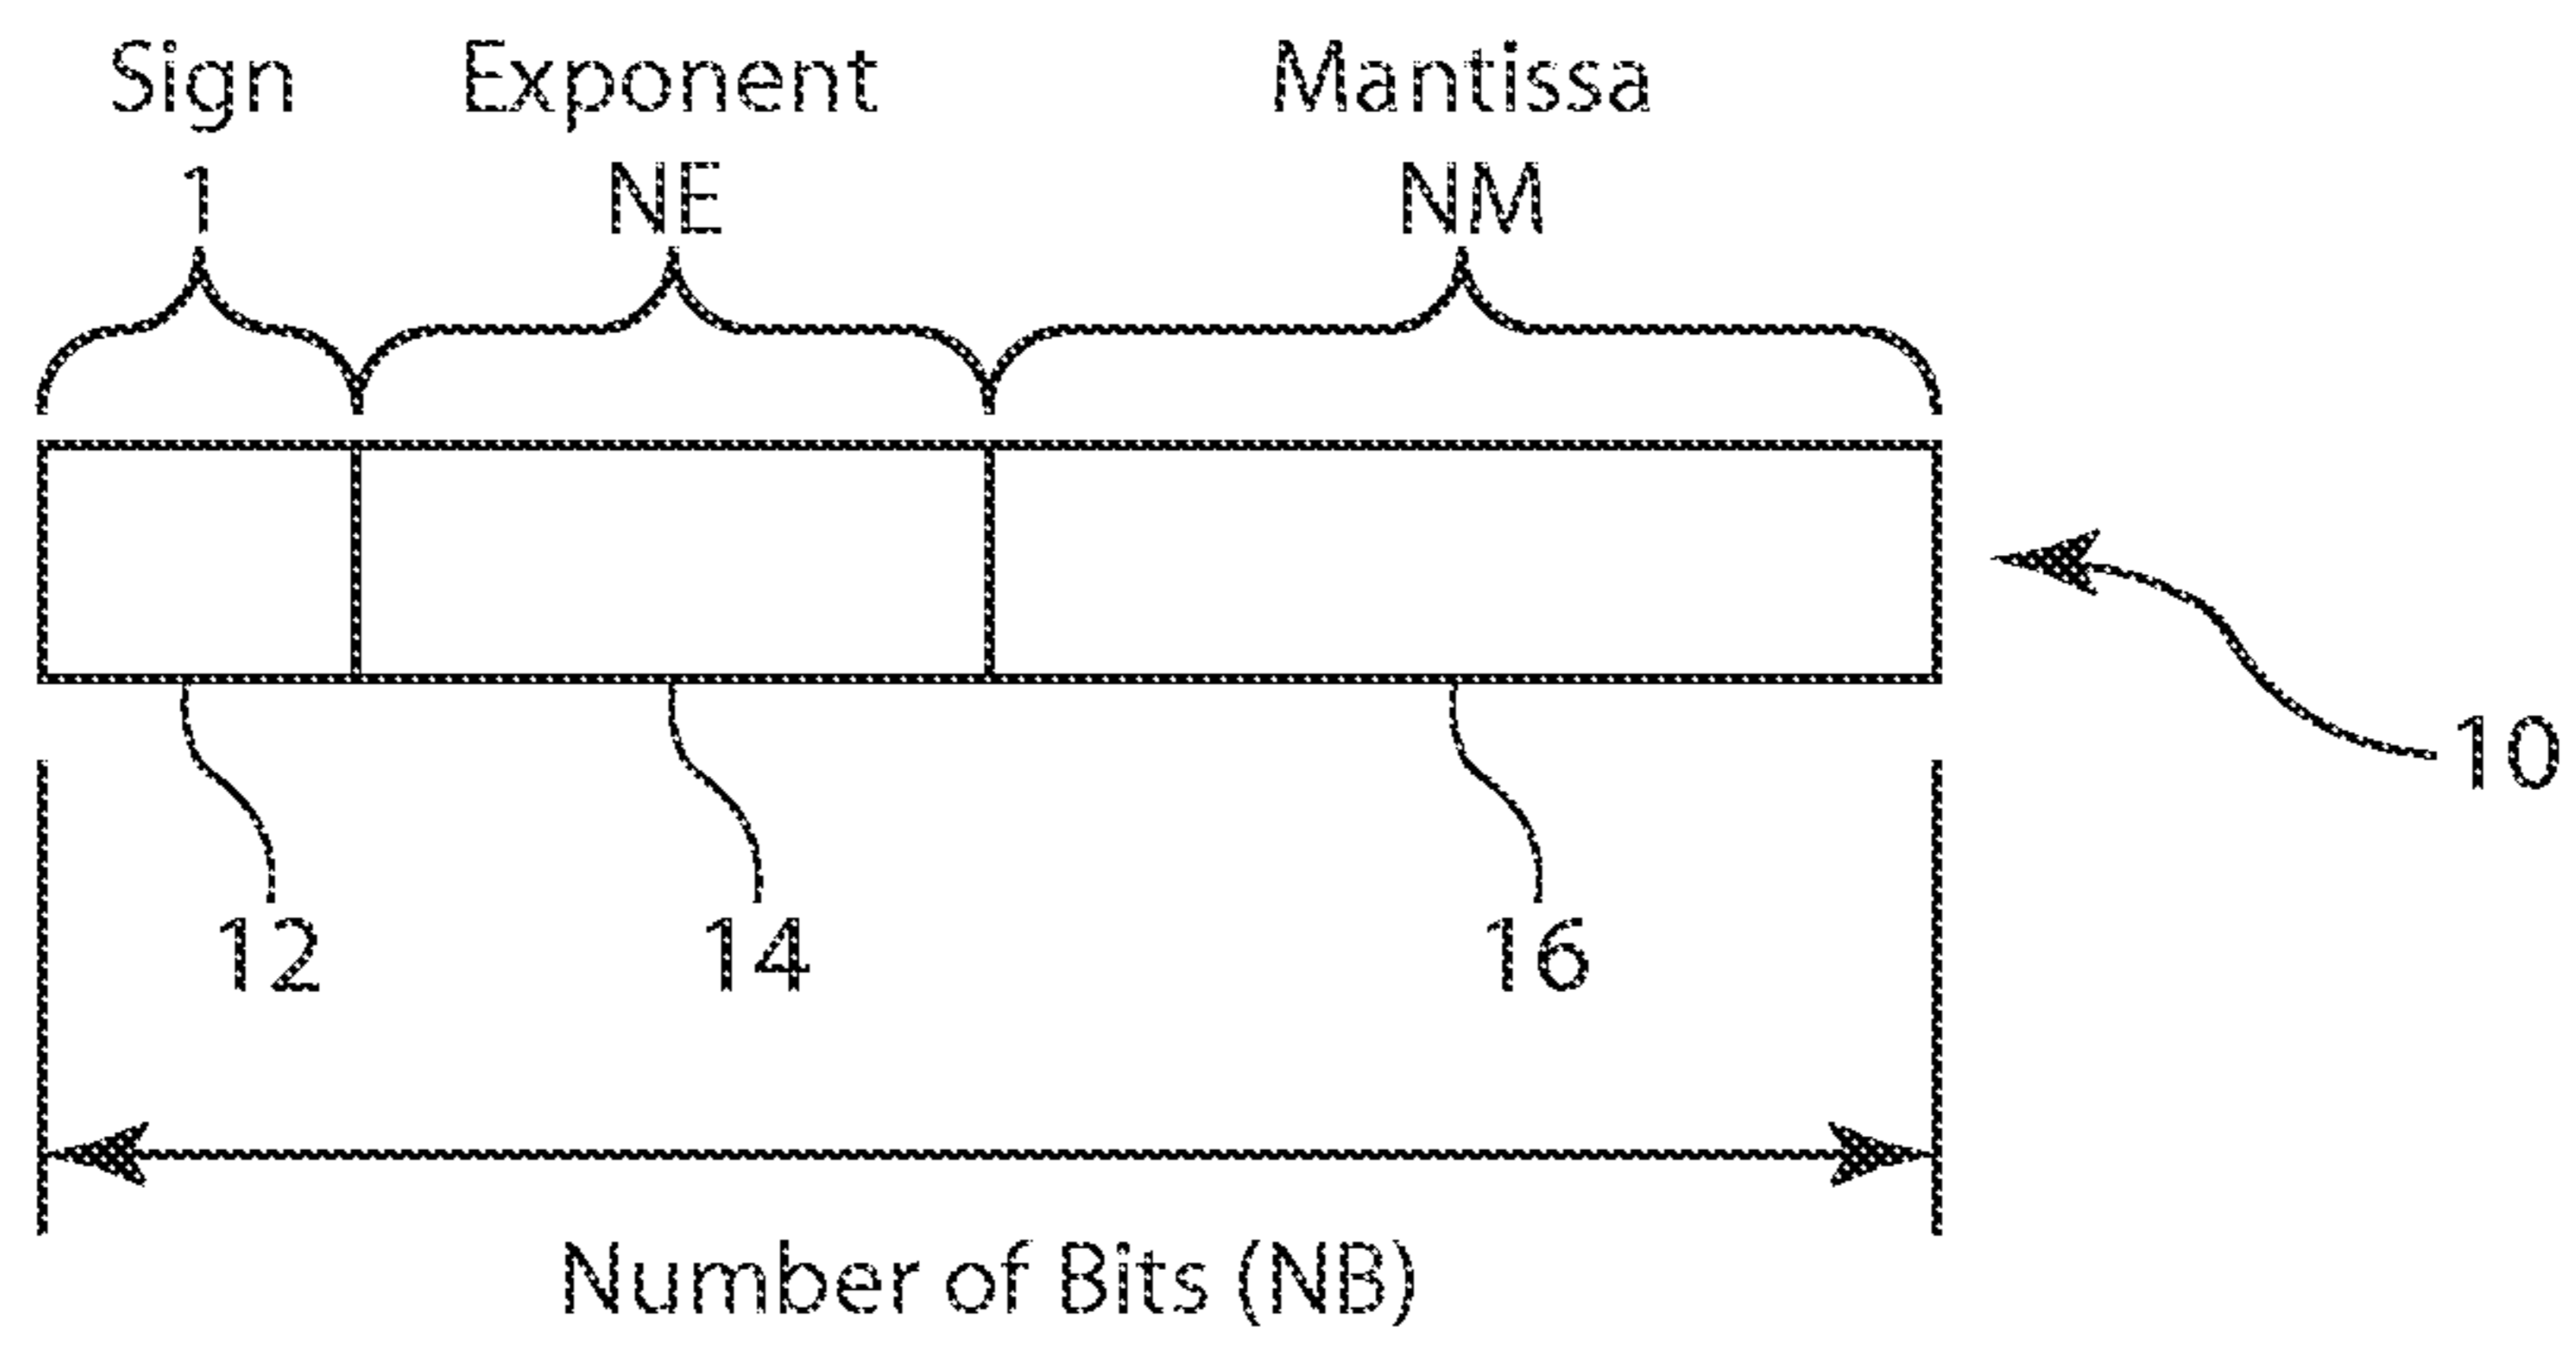 Sign Exponent Mantissa
1 NE NM
10
12 14 16
Number of Bits (NB)